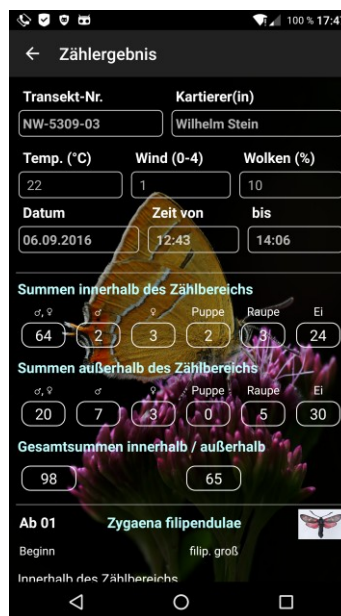 100 % 17:47
Zählergebnis
Transekt-Nr. Kartierer(in)
NW-5309-03 Wilhelm Stein
Temp. (°C) Wind (0-4) Wolken (%)
22 1 10
Datum Zeit von bis
06.09.2016 12:43 14:06
Summen innerhalb des Zählbereichs
♂, ♀ ♂ ♀ Puppe Raupe Ei
64 2 3 2 3 24
Summen außerhalb des Zählbereichs
♂, ♀ ♂ ♀ Puppe Raupe Ei
20 7 3 0 5 30
Gesamtsummen innerhalb / außerhalb
98 65
Ab 01 Zygaena filipendulae
Beginn filip. groß
Innerhalb des Zählbereichs